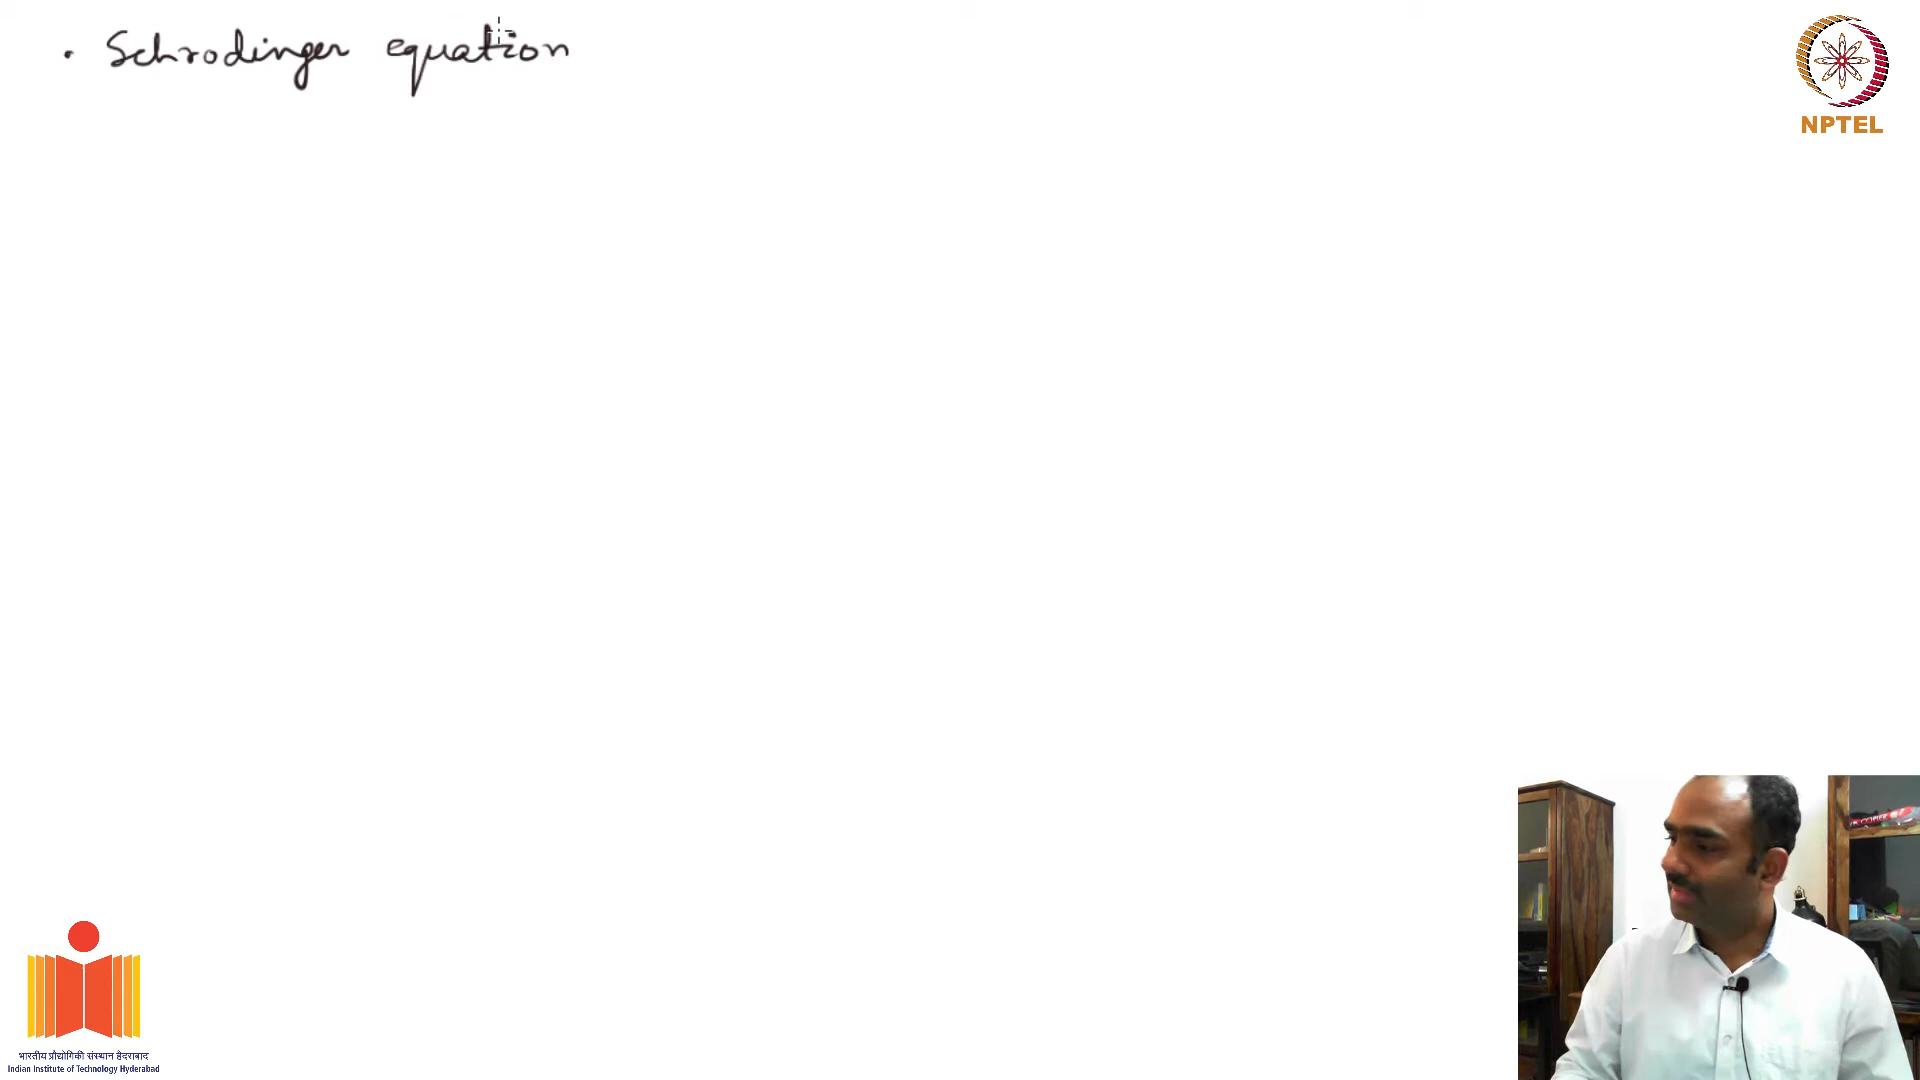 · Schrodinger equation
NPTEL
भारतीय प्रौद्योगिकी संस्थान हैदराबाद
Indian Institute of Technology Hyderabad